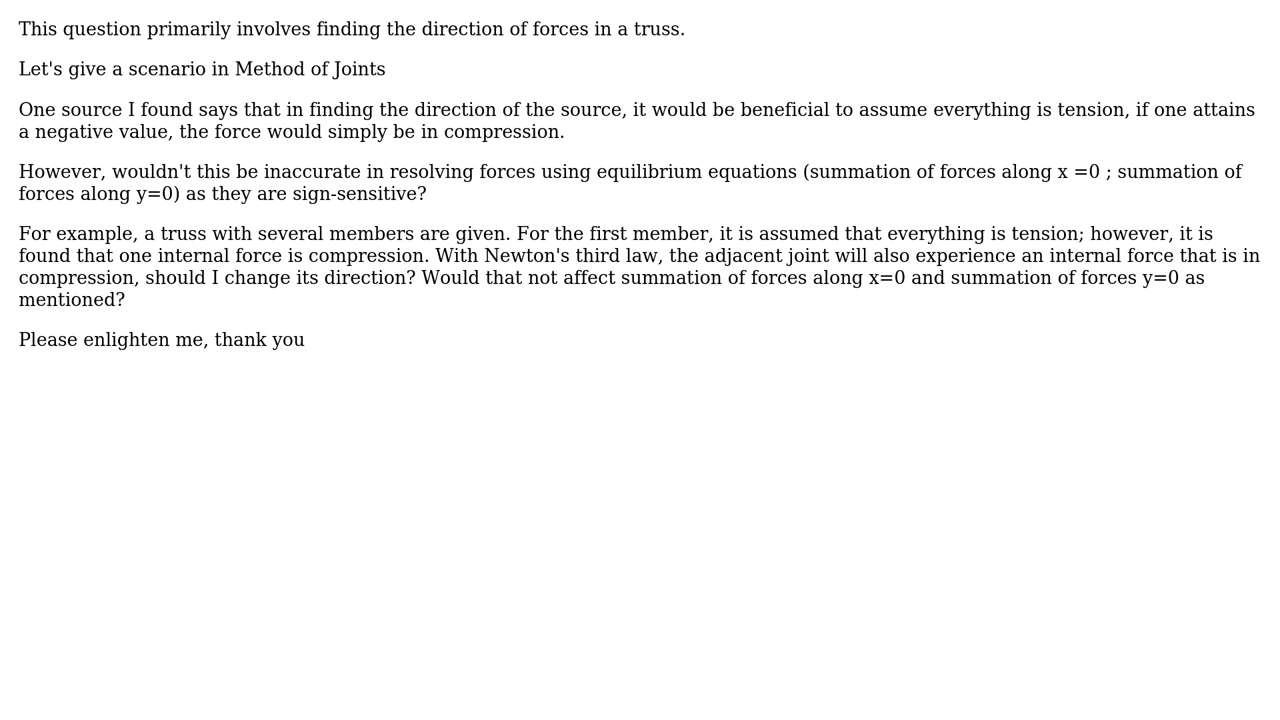 This question primarily involves finding the direction of forces in a truss.
Let's give a scenario in Method of Joints
One source I found says that in finding the direction of the source, it would be beneficial to assume everything is tension, if one attains
a negative value, the force would simply be in compression.
However, wouldn't this be inaccurate in resolving forces using equilibrium equations (summation of forces along x =0 ; summation of
forces along y=0) as they are sign-sensitive?
For example, a truss with several members are given. For the first member, it is assumed that everything is tension; however, it is
found that one internal force is compression. With Newton's third law, the adjacent joint will also experience an internal force that is in
compression, should I change its direction? Would that not affect summation of forces along x=0 and summation of forces y=0 as
mentioned?
Please enlighten me, thank you